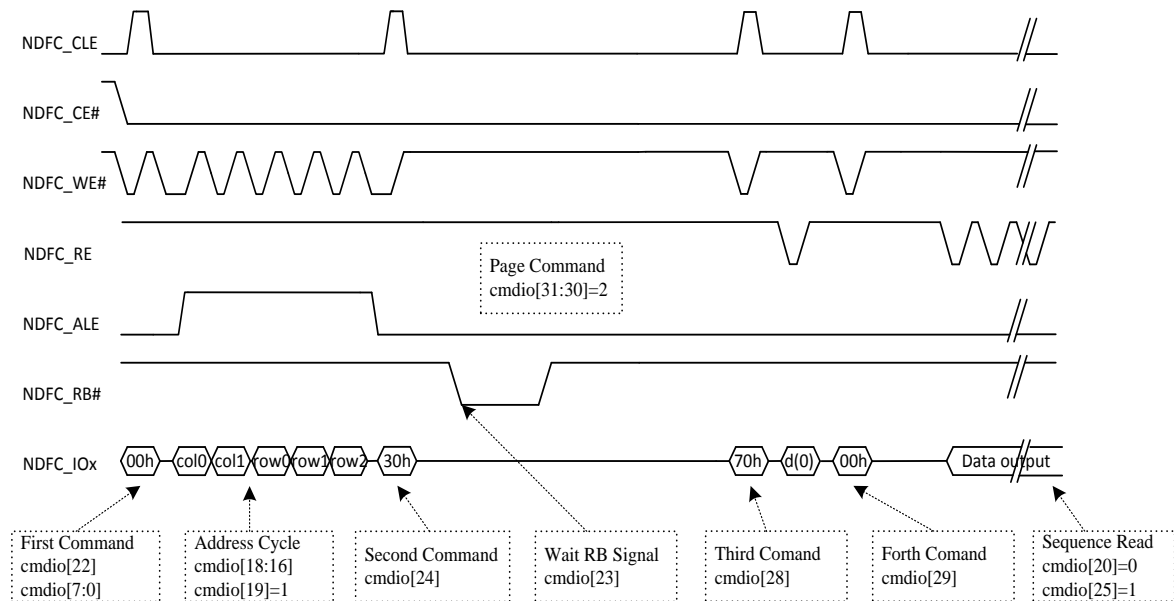 NDFC_CLE
NDFC_CE#
NDFC_WE#
NDFC_RE
Page Command
cmdio[31:30]=2
NDFC_ALE
NDFC_RB#
NDFC_IOx 00h col0 col1 row0 row1 row2 30h 70h d(0) 00h Data output
First Command
cmdio[22]
cmdio[7:0]
Address Cycle
cmdio[18:16]
cmdio[19]=1
Second Command
cmdio[24]
Wait RB Signal
cmdio[23]
Third Comand
cmdio[28]
Forth Comand
cmdio[29]
Sequence Read
cmdio[20]=0
cmdio[25]=1